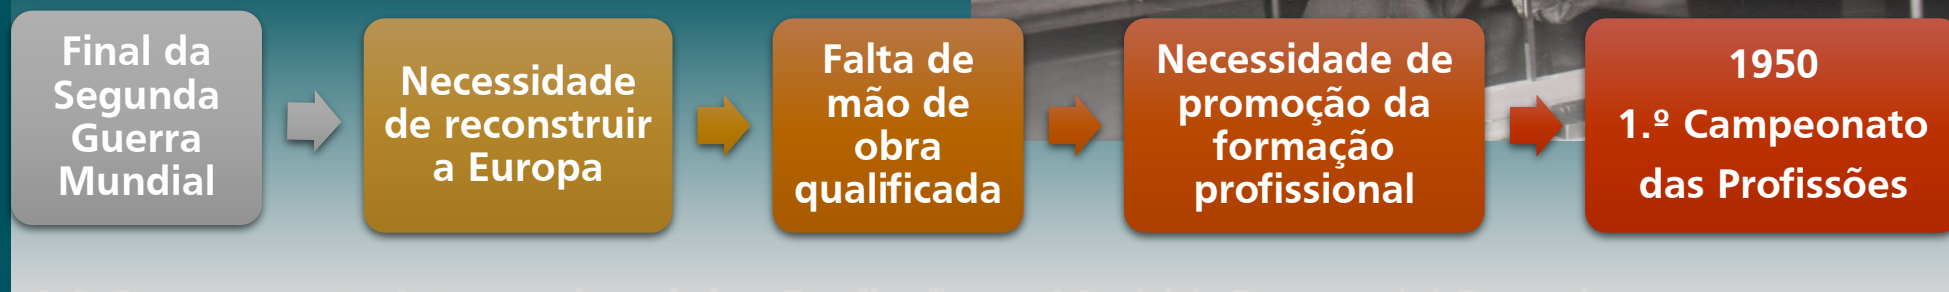 Final da
Segunda
Guerra
Mundial
Necessidade
de reconstruir
a Europa
Falta de
mão de
obra
qualificada
Necessidade de
promoção da
formação
profissional
1950
1.º Campeonato
das Profissões